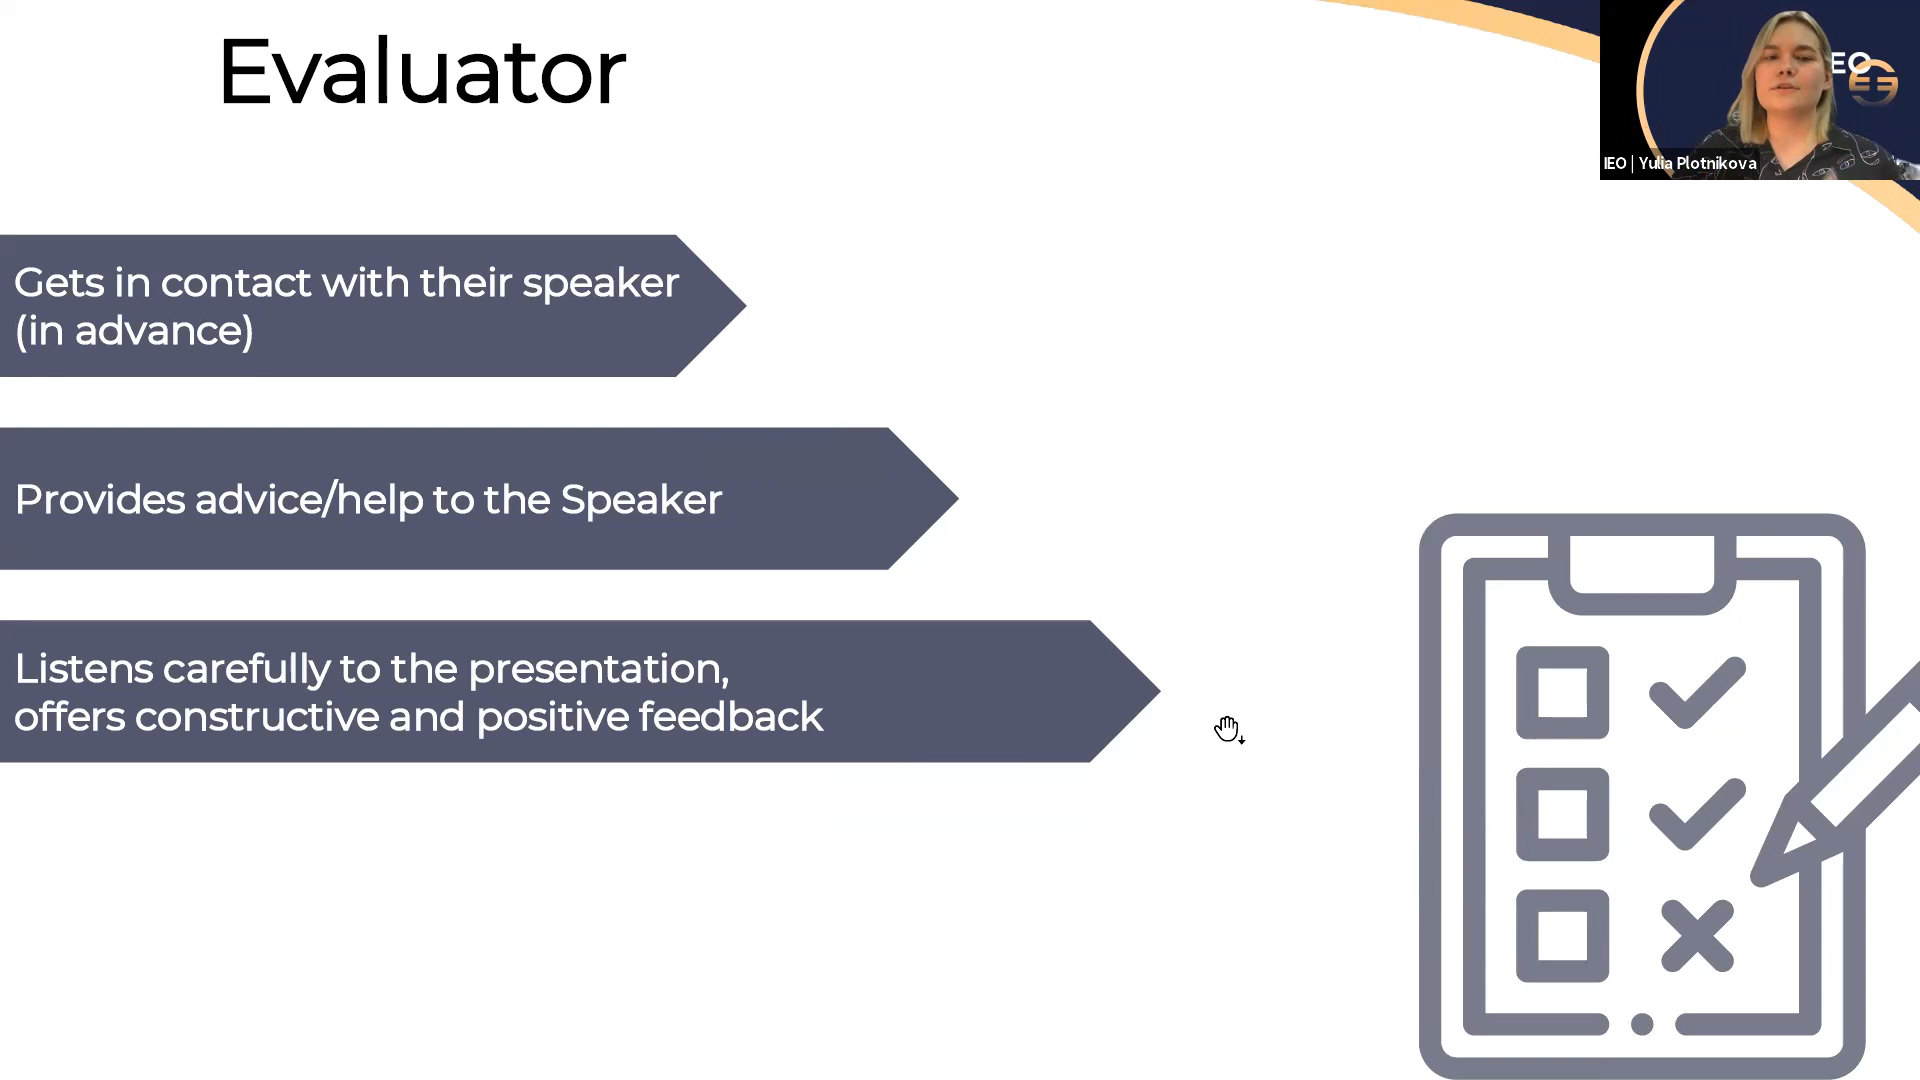 Evaluator
EO
IEO | Yulia Plotnikova
Gets in contact with their speaker
(in advance)
Provides advice/help to the Speaker
Listens carefully to the presentation,
offers constructive and positive feedback